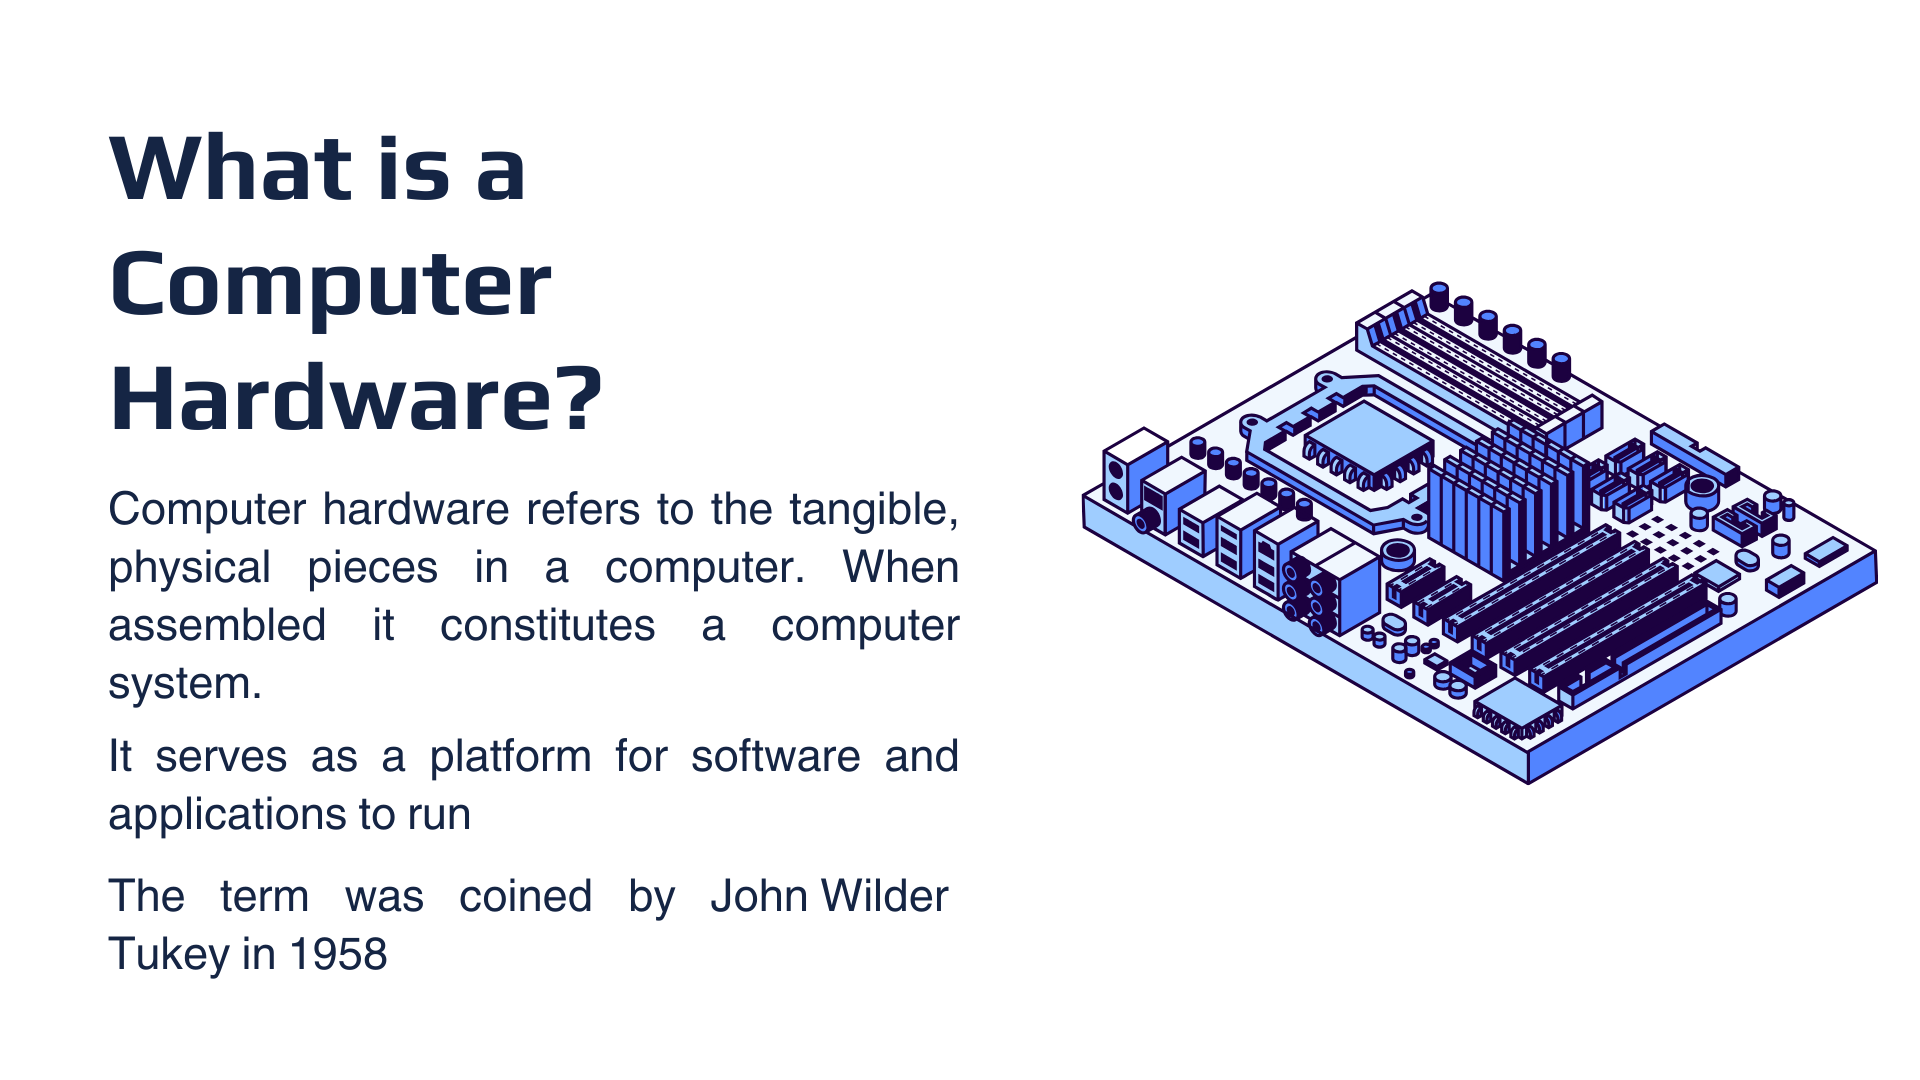 What is a
Computer
Hardware?
Computer hardware refers to the tangible,
physical pieces in a computer. When
assembled it constitutes a computer
system.
It serves as a platform for software and
applications to run
The term was coined by John Wilder
Tukey in 1958